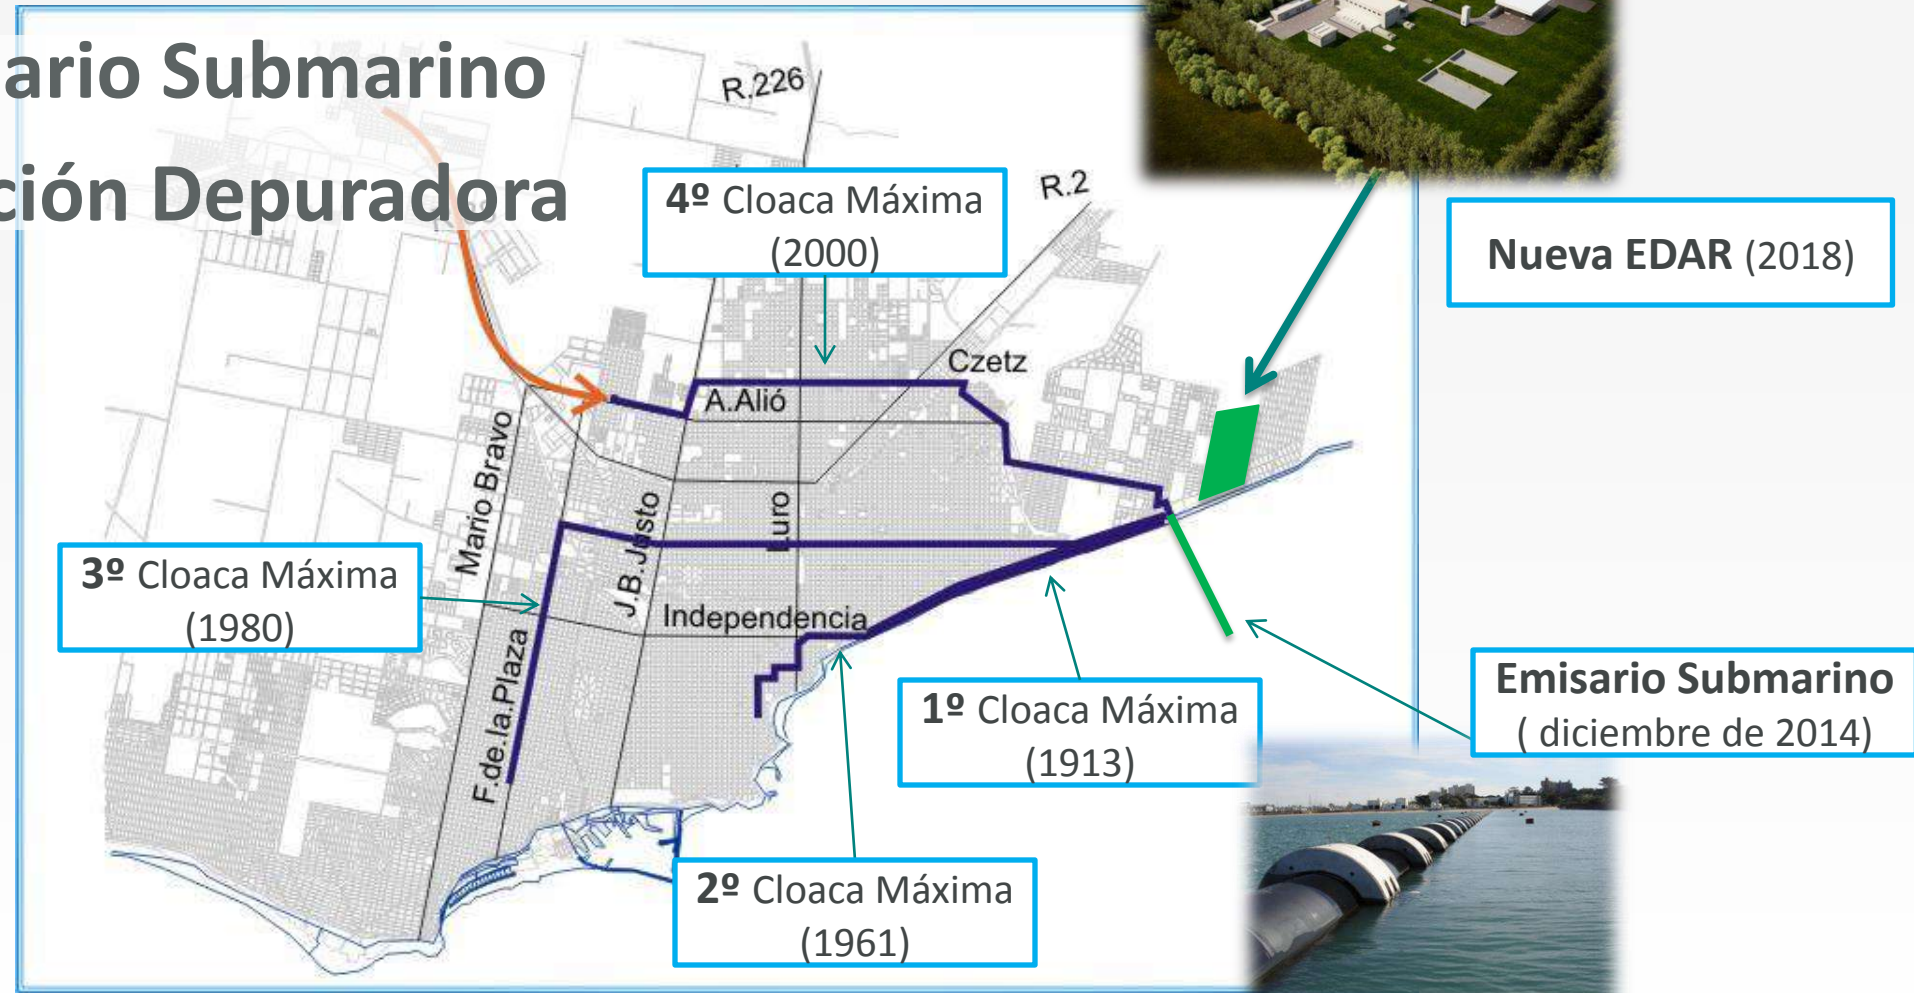 ario Submarino
ción Depuradora
R.226
R.2
4º Cloaca Máxima
(2000)
Nueva EDAR (2018)
Czetz
A.Alió
Mario Bravo
J.B.Justo
Luro
3º Cloaca Máxima
(1980)
Independencia
F.de.la.Plaza
1º Cloaca Máxima
(1913)
Emisario Submarino
( diciembre de 2014)
2º Cloaca Máxima
(1961)